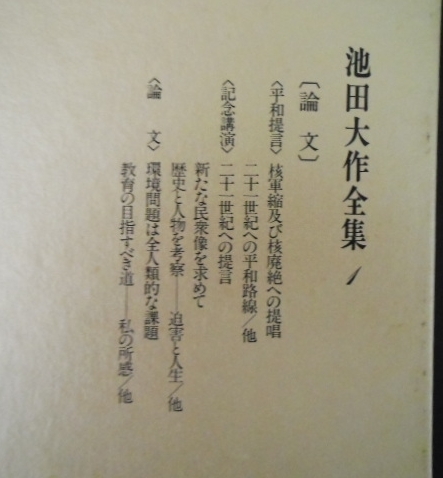 池田大作全集 1
〔論 文〕
〈平和提言〉 核軍縮及び核廃絶への提唱
二十一世紀への平和路線/他
〈記念講演〉 二十一世紀への提言
新たな民衆像を求めて
歴史と人物を考察——迫害と人生/他
〈論 文〉 環境問題は全人類的な課題
教育の目指すべき道——私の所感/他